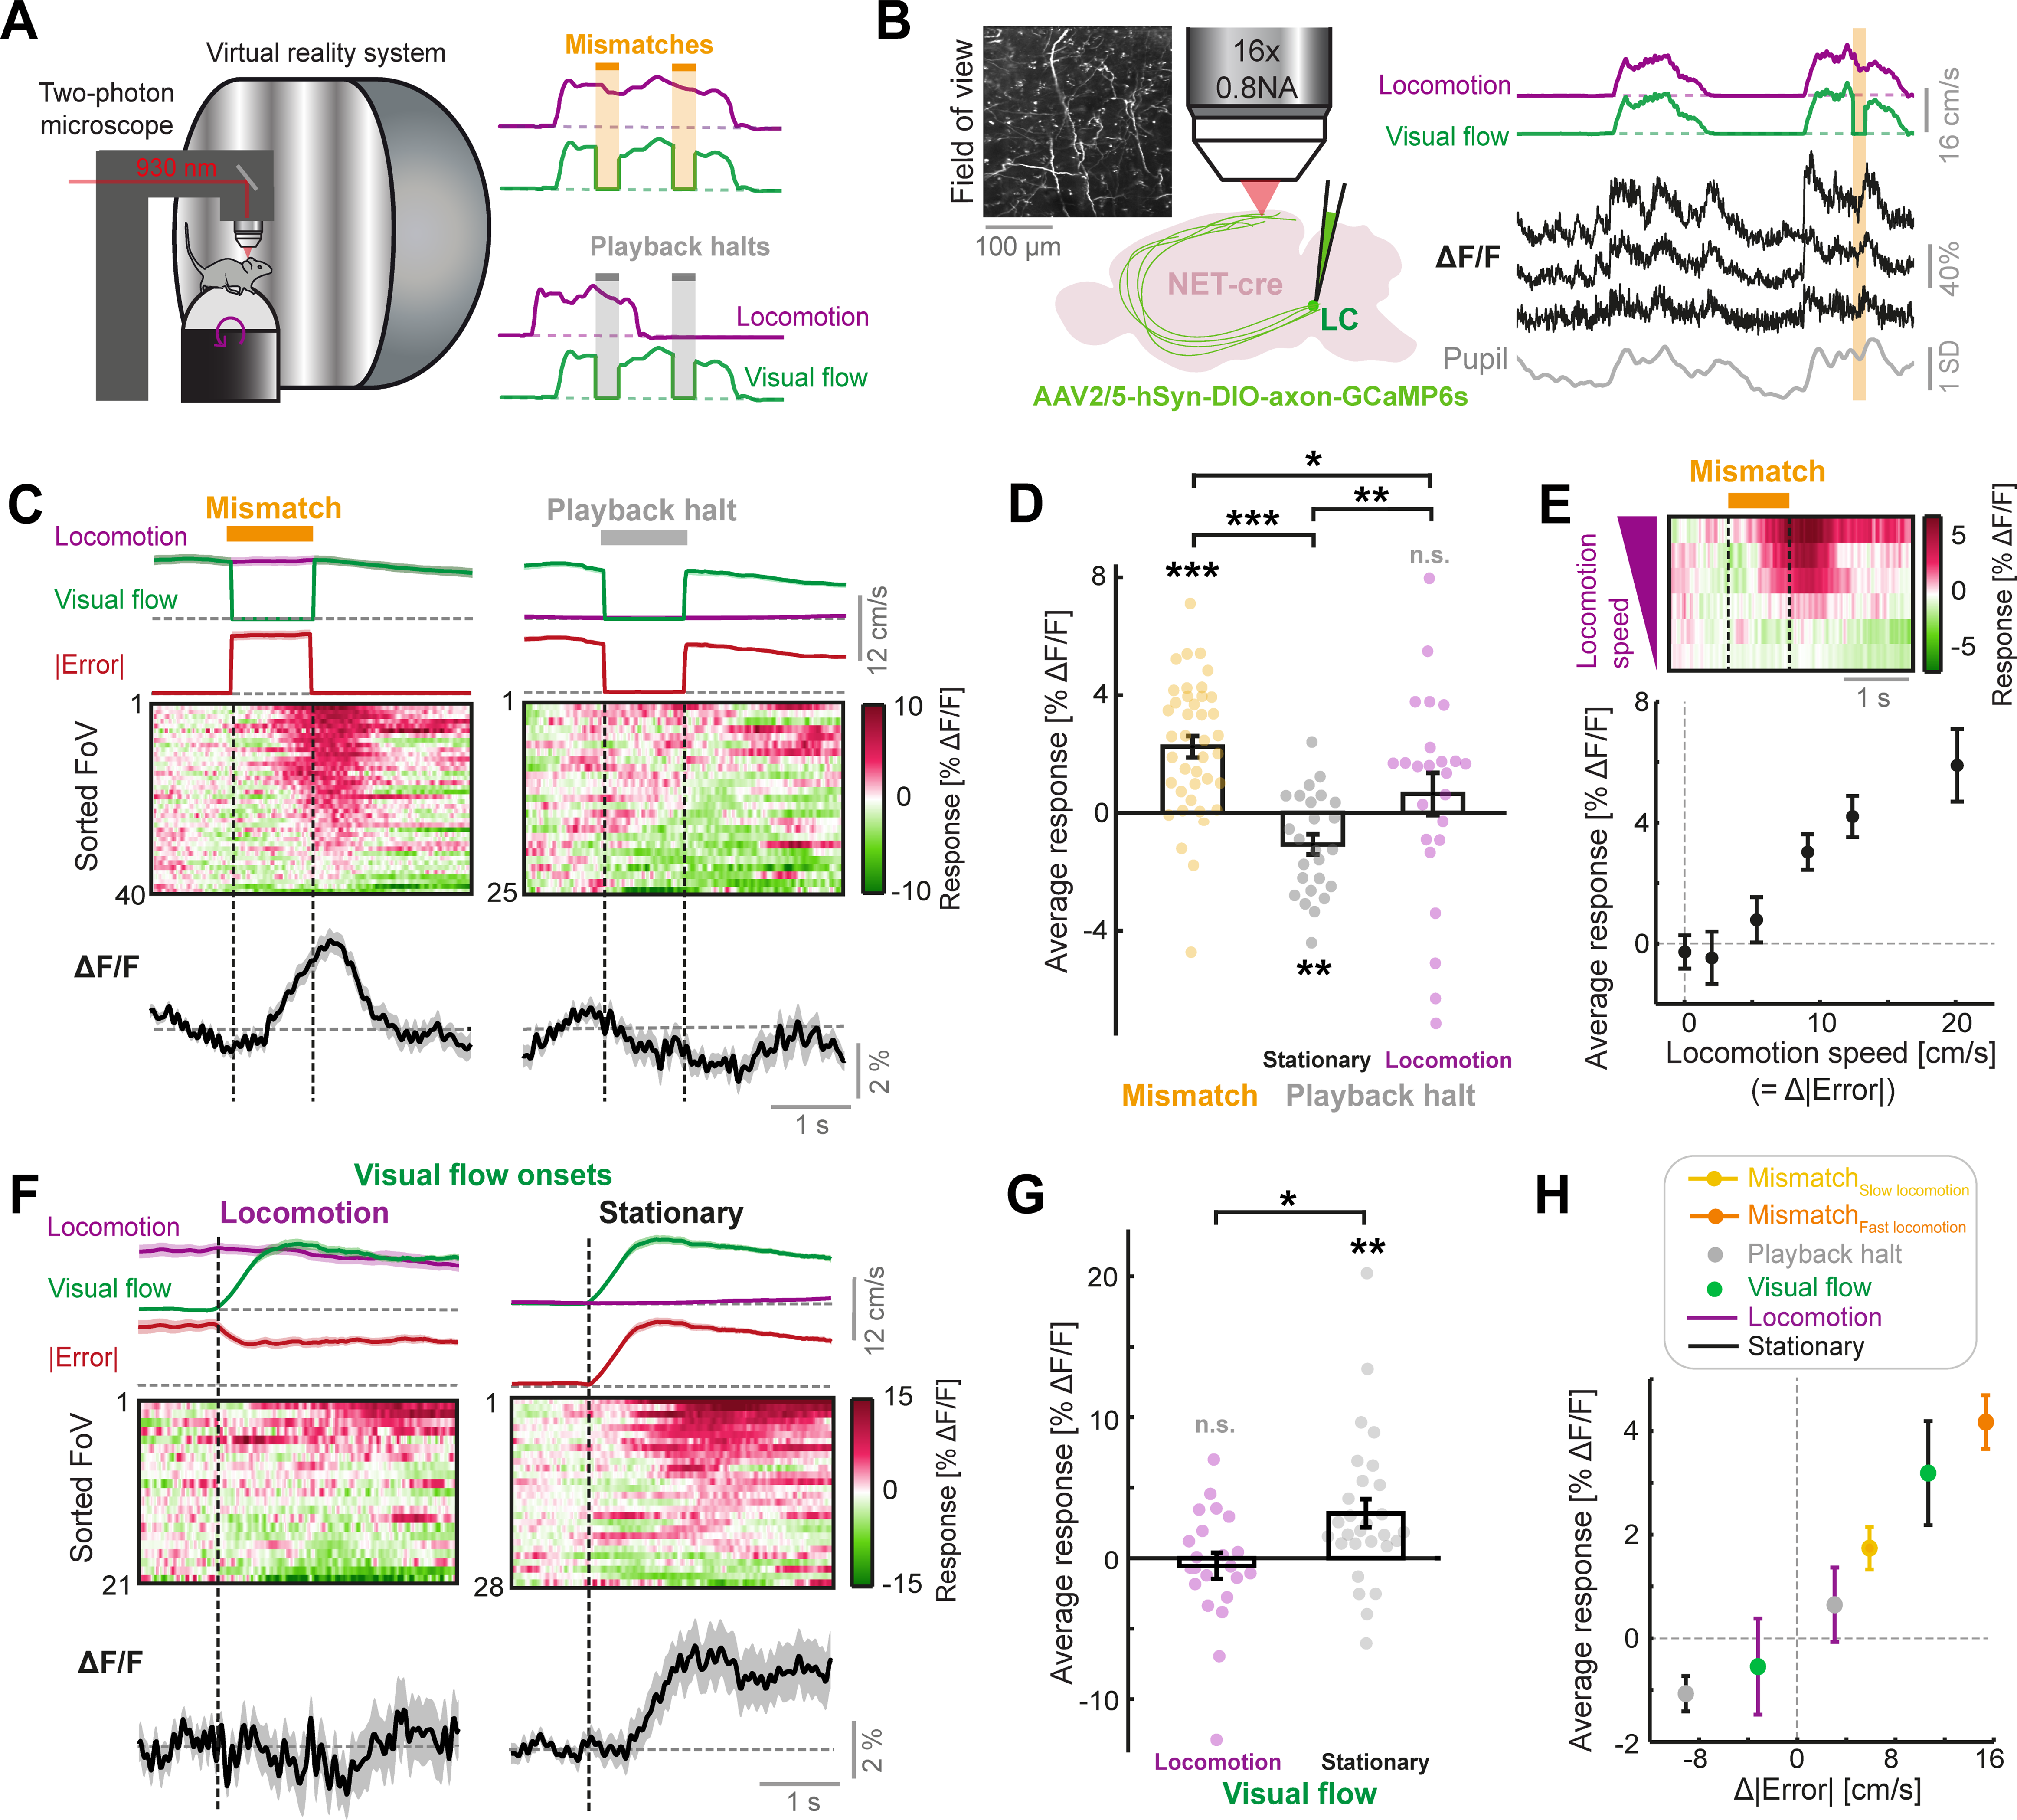 A
Virtual reality system
Two-photon
microscope
930 nm
Mismatches
Playback halts
Locomotion
Visual flow
B
Field of view
100 µm
16x
0.8NA
NET-cre
LC
AAV2/5-hSyn-DIO-axon-GCaMP6s
Locomotion
Visual flow
16 cm/s
ΔF/F
40%
Pupil
1 SD
C
Mismatch
Playback halt
Locomotion
Visual flow
|Error|
12 cm/s
Sorted FoV
1
40
1
25
10
0
-10
Response [% ΔF/F]
ΔF/F
2 %
1 s
D
*
**
***
***
n.s.
**
8
4
0
-4
Average response [% ΔF/F]
Stationary
Locomotion
Mismatch
Playback halt
E
Mismatch
Locomotion
speed
5
0
-5
Response [% ΔF/F]
1 s
8
4
0
Average response [% ΔF/F]
0
10
20
Locomotion speed [cm/s]
(= Δ|Error|)
F
Visual flow onsets
Locomotion
Stationary
Locomotion
Visual flow
|Error|
12 cm/s
Sorted FoV
1
21
1
28
15
0
-15
Response [% ΔF/F]
ΔF/F
2 %
1 s
G
*
**
n.s.
20
10
0
-10
Average response [% ΔF/F]
Locomotion
Stationary
Visual flow
H
Mismatch Slow locomotion
Mismatch Fast locomotion
Playback halt
Visual flow
Locomotion
Stationary
4
2
0
-2
Average response [% ΔF/F]
-8
0
8
16
Δ|Error| [cm/s]